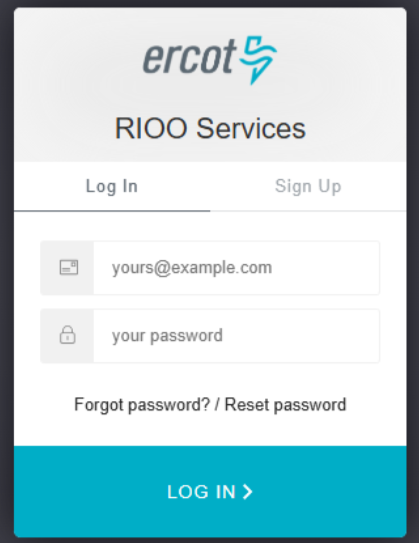 ercot
RIOO Services
Log In Sign Up
yours@example.com
your password
Forgot password? / Reset password
LOG IN